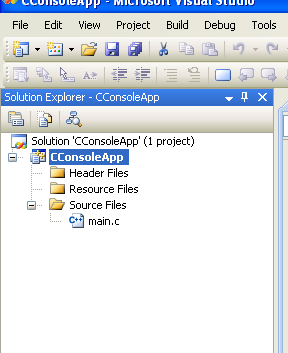 CConsoleApp - Microsoft Visual Studio
File Edit View Project Build Debug Tools
Solution Explorer - CConsoleApp
Solution 'CConsoleApp' (1 project)
CConsoleApp
Header Files
Resource Files
Source Files
main.c